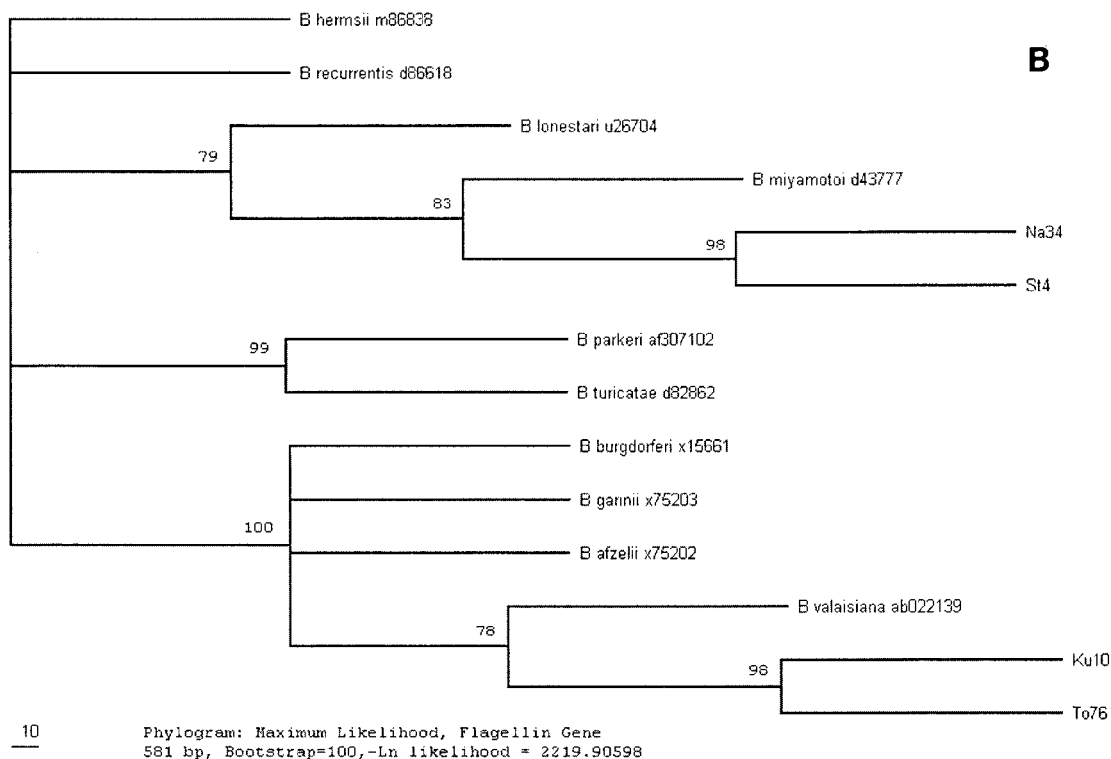 B hermsii m86838
B
B recurrentis d86618
B lonestari u26704
79
B miyamotoi d43777
83
Na34
98
St4
B parkeri af307102
99
B turicatae d82862
B burgdorferi x15661
B garinii x75203
100
B afzelii x75202
B valaisiana ab022139
78
Ku10
98
To76
10
Phylogram: Maximum Likelihood, Flagellin Gene
581 bp, Bootstrap=100,-Ln likelihood = 2219.90598